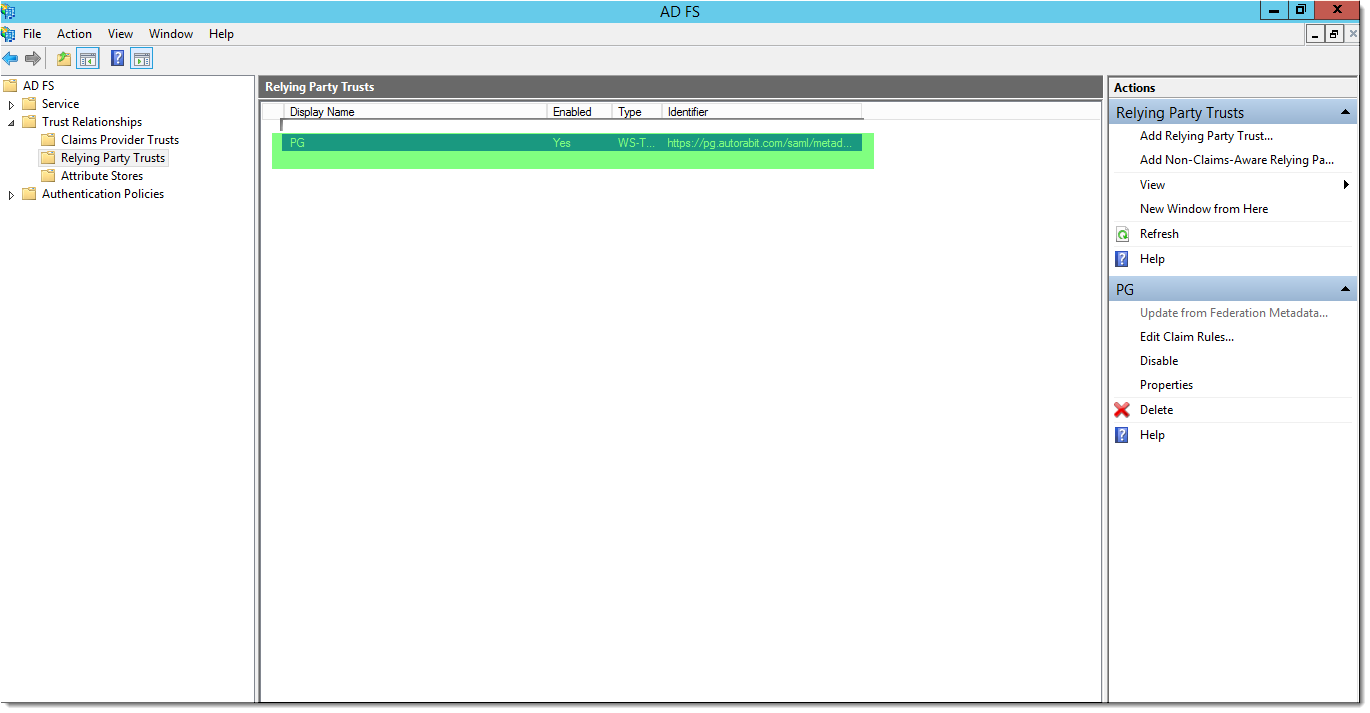 AD FS
File Action View Window Help
AD FS
Service
Trust Relationships
Claims Provider Trusts
Relying Party Trusts
Attribute Stores
Authentication Policies
Relying Party Trusts
Display Name Enabled Type Identifier
PG Yes WS-T... https://pg.autorabit.com/saml/metad...
Actions
Relying Party Trusts
Add Relying Party Trust...
Add Non-Claims-Aware Relying Pa...
View
New Window from Here
Refresh
Help
PG
Update from Federation Metadata...
Edit Claim Rules...
Disable
Properties
Delete
Help